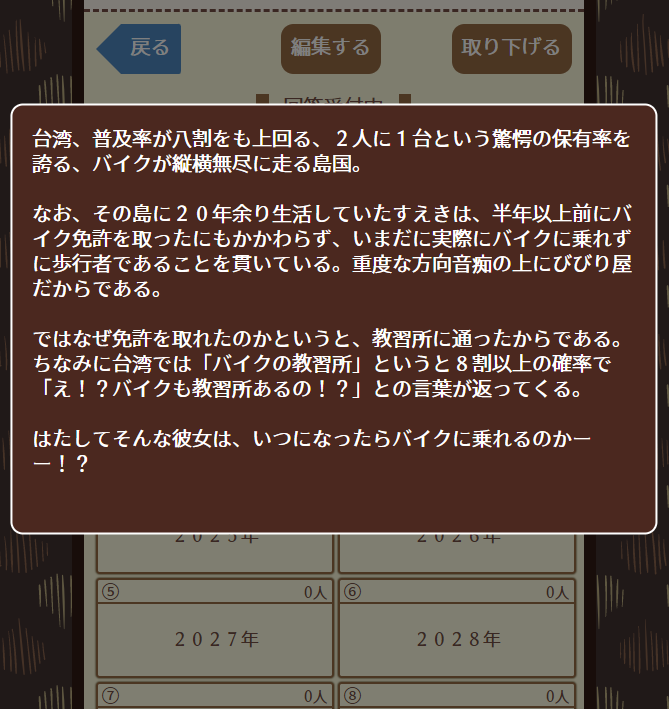 戻る
編集する
取り下げる
台湾、普及率が八割をも上回る、２人に１台という驚愕の保有率を
誇る、バイクが縦横無尽に走る島国。
なお、その島に２０年余り生活していたすえきは、半年以上前にバ
イク免許を取ったにもかかわらず、いまだに実際にバイクに乗れず
に歩行者であることを貫いている。重度な方向音痴の上にびびり屋
だからである。
ではなぜ免許を取れたのかというと、教習所に通ったからである。
ちなみに台湾では「バイクの教習所」というと８割以上の確率で
「え！？バイクも教習所あるの！？」との言葉が返ってくる。
はたしてそんな彼女は、いつになったらバイクに乗れるのかー
ー！？
２０２５年
２０２６年
⑤ 0人
⑥ 0人
２０２７年
２０２８年
⑦ 0人
⑧ 0人